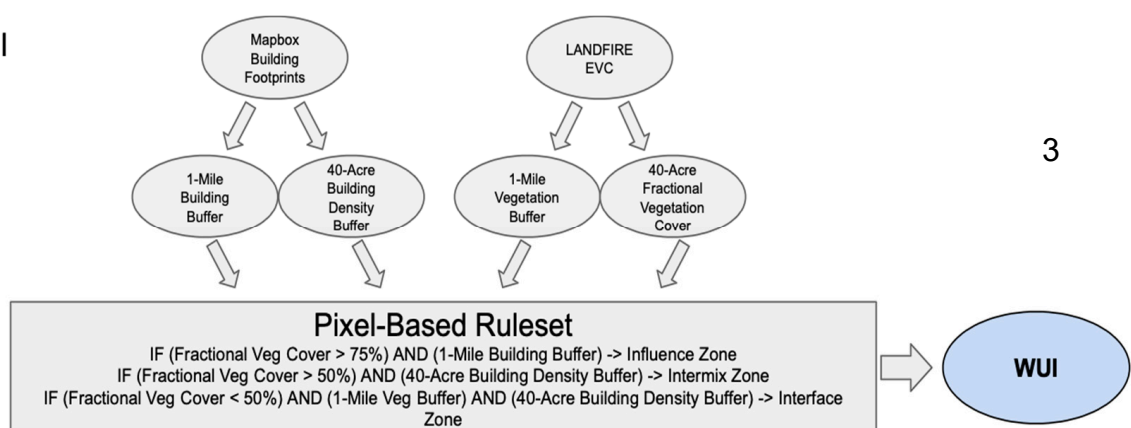 l
Mapbox
Building
Footprints
LANDFIRE
EVC
3
1-Mile
Building
Buffer
40-Acre
Building
Density
Buffer
1-Mile
Vegetation
Buffer
40-Acre
Fractional
Vegetation
Cover
Pixel-Based Ruleset
IF (Fractional Veg Cover > 75%) AND (1-Mile Building Buffer) -> Influence Zone
IF (Fractional Veg Cover > 50%) AND (40-Acre Building Density Buffer) -> Intermix Zone
IF (Fractional Veg Cover < 50%) AND (1-Mile Veg Buffer) AND (40-Acre Building Density Buffer) -> Interface
Zone
WUI